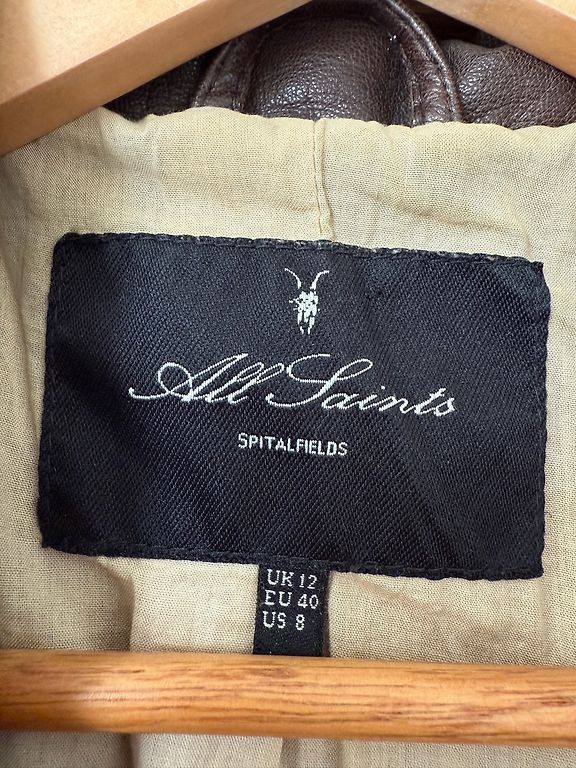 All Saints
SPITALFIELDS
UK 12
EU 40
US 8